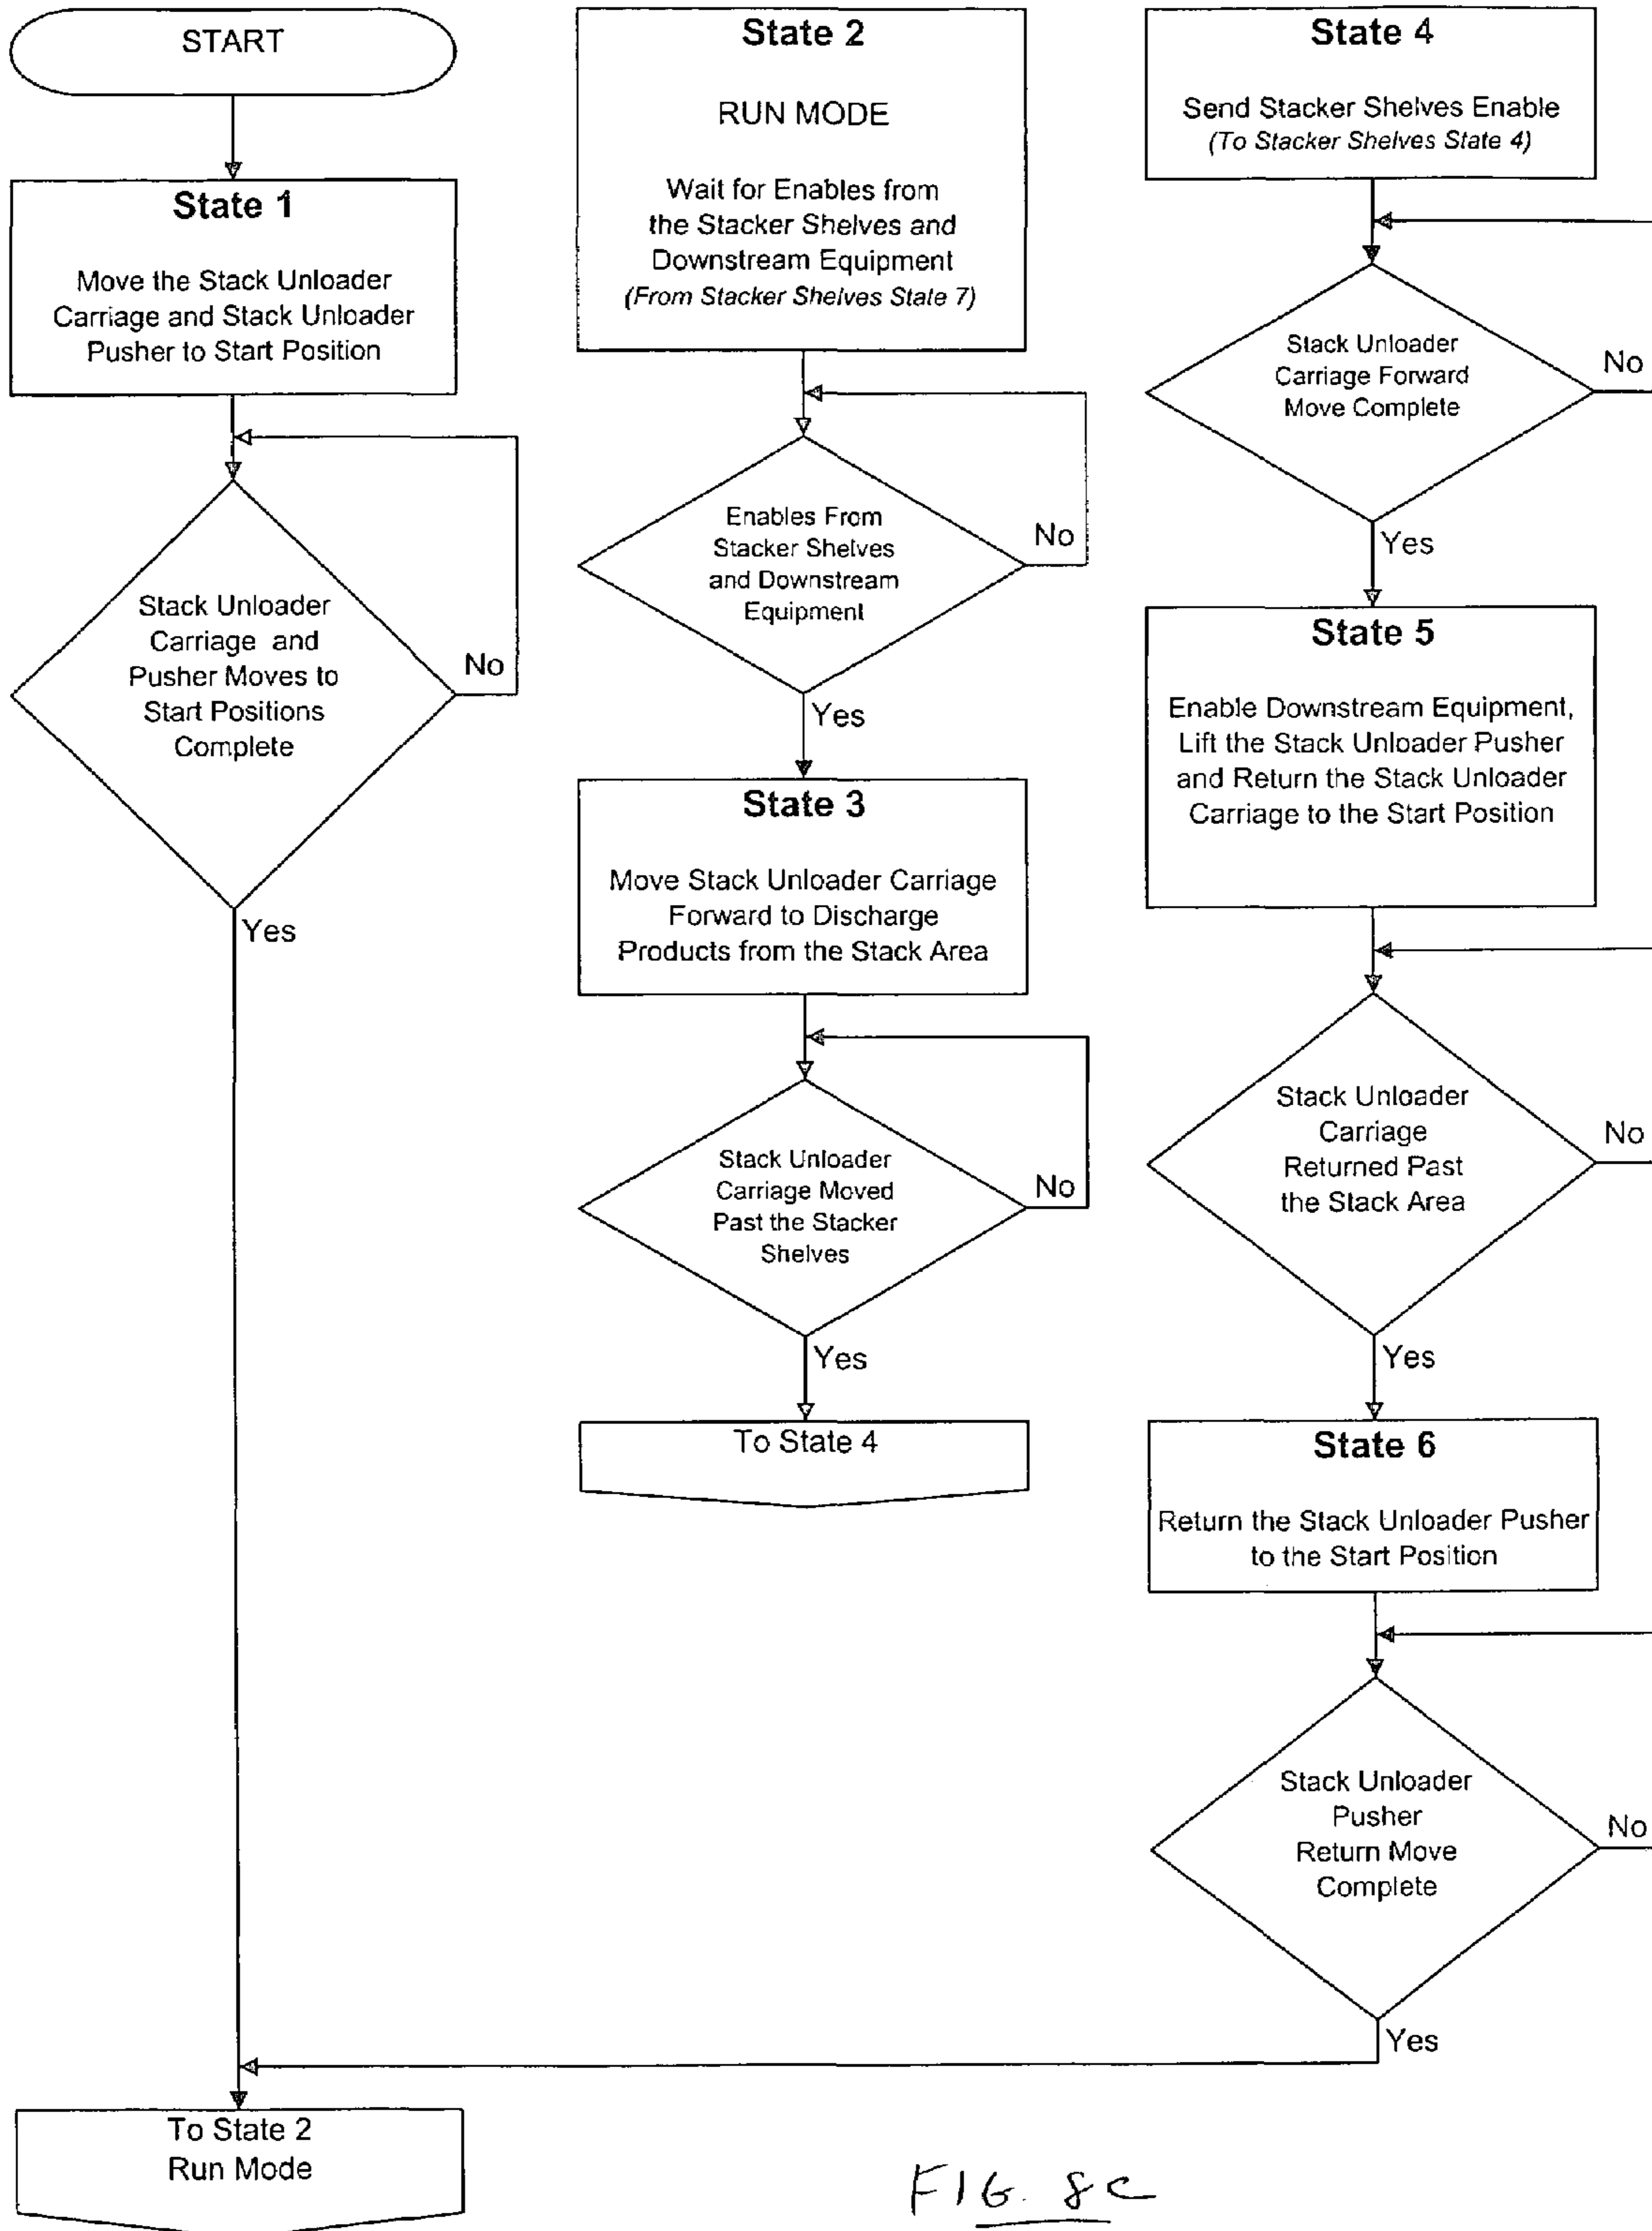 START
State 1
Move the Stack Unloader
Carriage and Stack Unloader
Pusher to Start Position
Stack Unloader
Carriage and
Pusher Moves to
Start Positions
Complete
No
Yes
To State 2
Run Mode
State 2
RUN MODE
Wait for Enables from
the Stacker Shelves and
Downstream Equipment
(From Stacker Shelves State 7)
Enables From
Stacker Shelves
and Downstream
Equipment
No
Yes
State 3
Move Stack Unloader Carriage
Forward to Discharge
Products from the Stack Area
Stack Unloader
Carriage Moved
Past the Stacker
Shelves
No
Yes
To State 4
State 4
Send Stacker Shelves Enable
(To Stacker Shelves State 4)
Stack Unloader
Carriage Forward
Move Complete
No
Yes
State 5
Enable Downstream Equipment,
Lift the Stack Unloader Pusher
and Return the Stack Unloader
Carriage to the Start Position
Stack Unloader
Carriage
Returned Past
the Stack Area
No
Yes
State 6
Return the Stack Unloader Pusher
to the Start Position
Stack Unloader
Pusher
Return Move
Complete
No
Yes
FIG. 8c